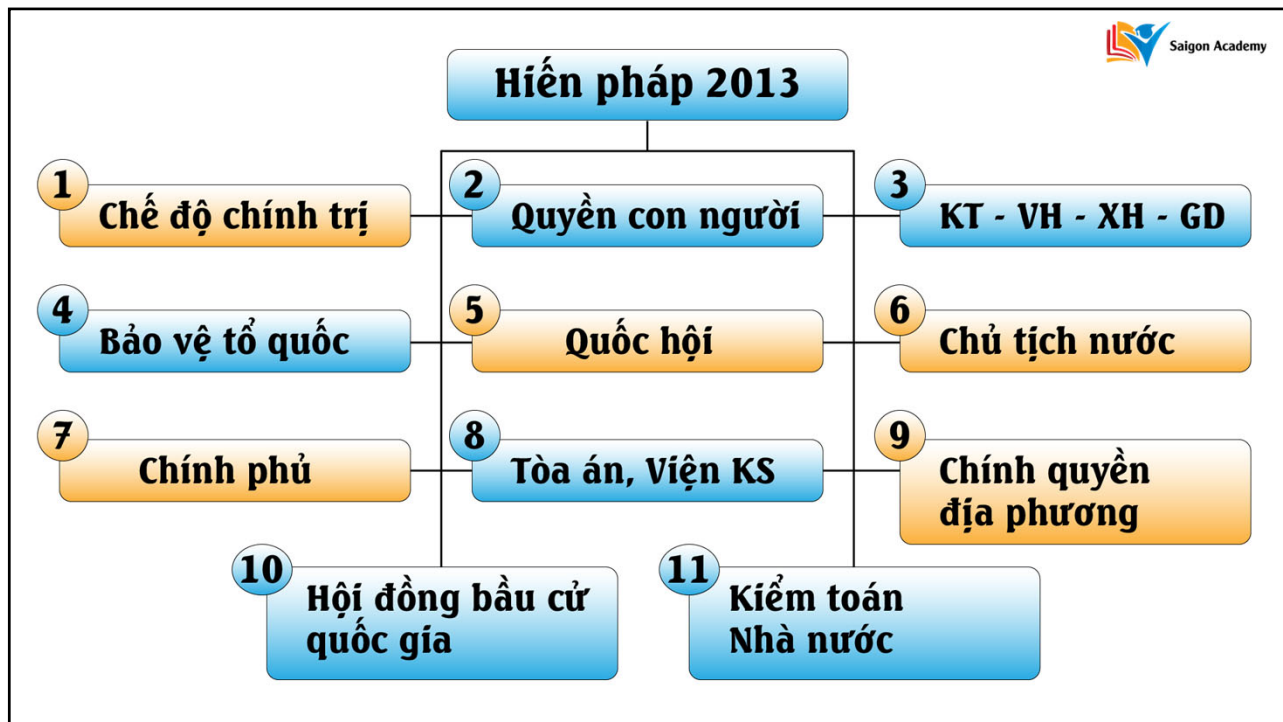 Saigon Academy
Hiến pháp 2013
1
Chế độ chính trị
2
Quyền con người
3
KT - VH - XH - GD
4
Bảo vệ tổ quốc
5
Quốc hội
6
Chủ tịch nước
7
Chính phủ
8
Tòa án, Viện KS
9
Chính quyền
địa phương
10
Hội đồng bầu cử
quốc gia
11
Kiểm toán
Nhà nước